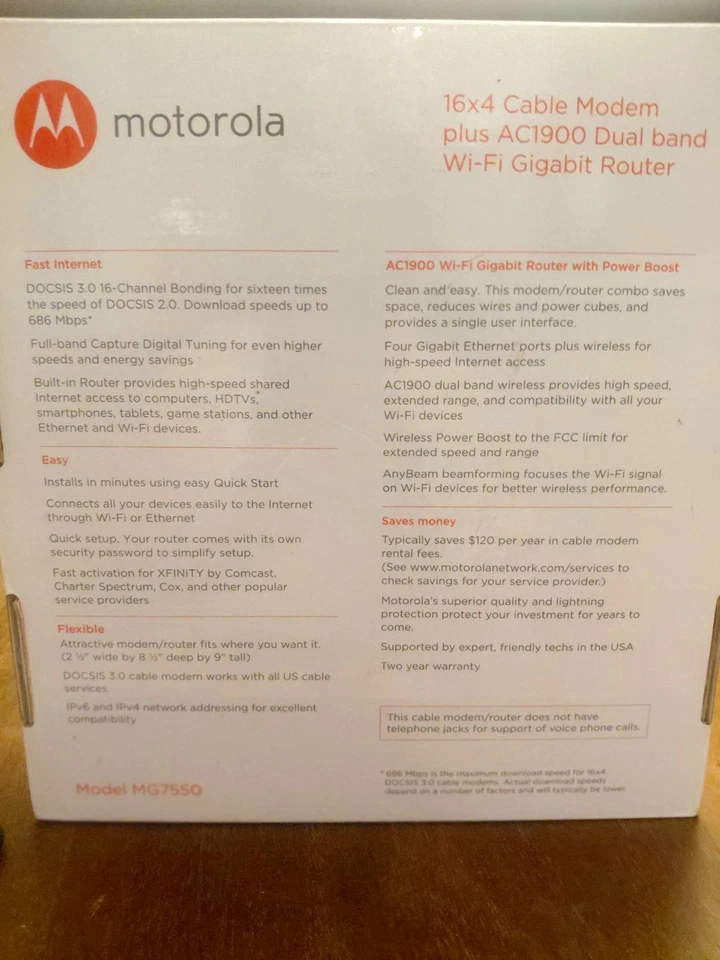 motorola
16x4 Cable Modem
plus AC1900 Dual band
Wi-Fi Gigabit Router
Fast Internet
DOCSIS 3.0 16-Channel Bonding for sixteen times
the speed of DOCSIS 2.0. Download speeds up to
686 Mbps*
Full-band Capture Digital Tuning for even higher
speeds and energy savings
Built-in Router provides high-speed shared
Internet access to computers, HDTVs,
smartphones, tablets, game stations, and other
Ethernet and Wi-Fi devices.
Easy
Installs in minutes using easy Quick Start
Connects all your devices easily to the Internet
through Wi-Fi or Ethernet
Quick setup. Your router comes with its own
security password to simplify setup.
Fast activation for XFINITY by Comcast,
Charter Spectrum, Cox, and other popular
service providers
Flexible
Attractive modem/router fits where you want it.
(2 ½" wide by 8 ½" deep by 9" tall)
DOCSIS 3.0 cable modem works with all US cable
services.
IPv6 and IPv4 network addressing for excellent
compatibility
Model MG7550
AC1900 Wi-Fi Gigabit Router with Power Boost
Clean and easy. This modem/router combo saves
space, reduces wires and power cubes, and
provides a single user interface.
Four Gigabit Ethernet ports plus wireless for
high-speed Internet access
AC1900 dual band wireless provides high speed,
extended range, and compatibility with all your
Wi-Fi devices
Wireless Power Boost to the FCC limit for
extended speed and range
AnyBeam beamforming focuses the Wi-Fi signal
on Wi-Fi devices for better wireless performance.
Saves money
Typically saves $120 per year in cable modem
rental fees.
(See www.motorolanetwork.com/services to
check savings for your service provider.)
Motorola's superior quality and lightning
protection protect your investment for years to
come.
Supported by expert, friendly techs in the USA
Two year warranty
This cable modem/router does not have
telephone jacks for support of voice phone calls.
* 686 Mbps is the maximum download speed for 16x4
DOCSIS 3.0 cable modems. Actual download speeds
depend on a number of factors and will typically be lower.